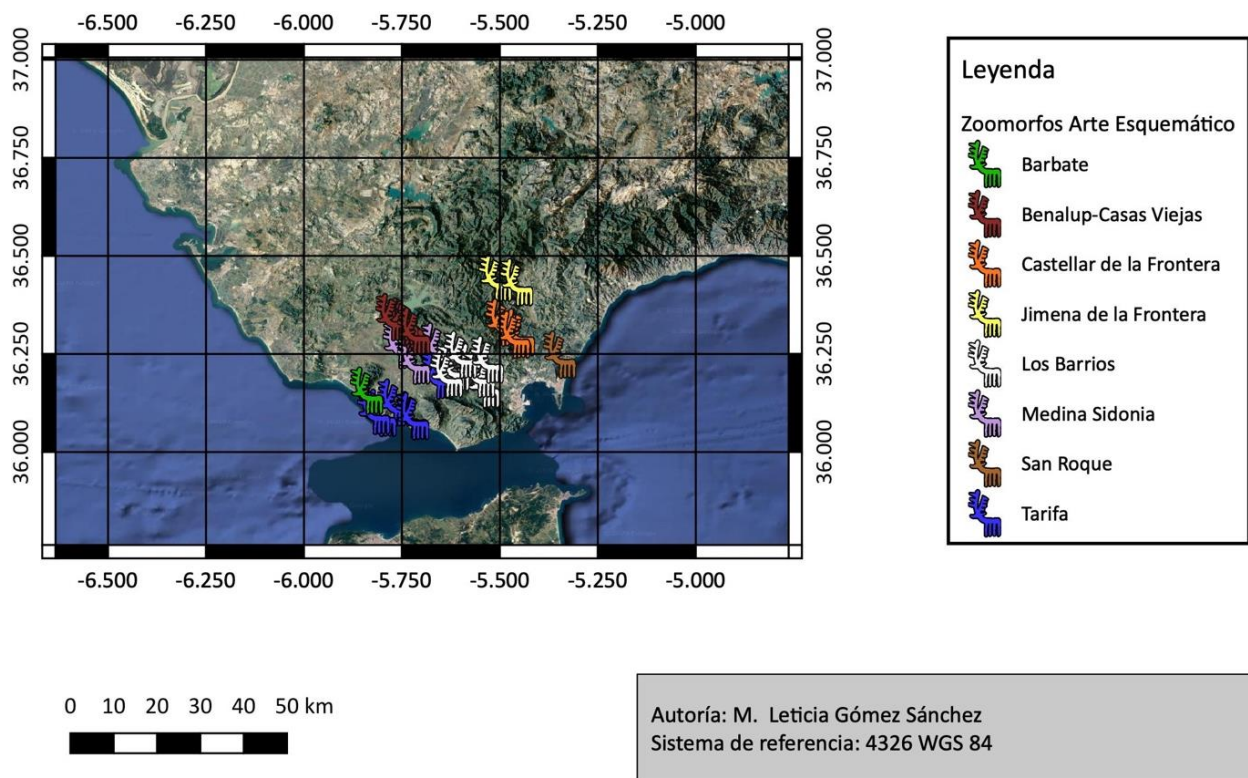 -6.500 -6.250 -6.000 -5.750 -5.500 -5.250 -5.000
37.000 37.000
36.750 36.750
36.500 36.500
36.250 36.250
36.000 36.000
-6.500 -6.250 -6.000 -5.750 -5.500 -5.250 -5.000
Leyenda
Zoomorfos Arte Esquemático
Barbate
Benalup-Casas Viejas
Castellar de la Frontera
Jimena de la Frontera
Los Barrios
Medina Sidonia
San Roque
Tarifa
0 10 20 30 40 50 km
Autoría: M. Leticia Gómez Sánchez
Sistema de referencia: 4326 WGS 84